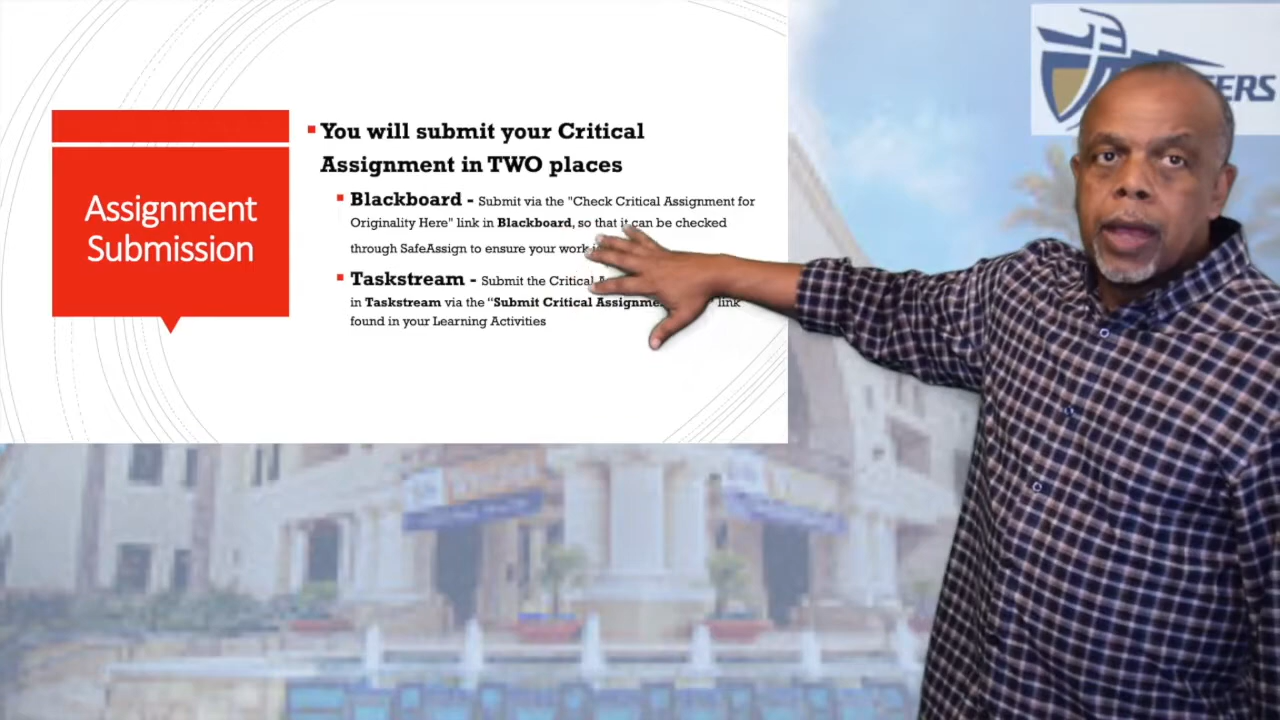 Assignment
Submission
You will submit your Critical
Assignment in TWO places
Blackboard - Submit via the "Check Critical Assignment for
Originality Here" link in Blackboard, so that it can be checked
through SafeAssign to ensure your work
Taskstream - Submit the Critical
in Taskstream via the "Submit Critical link
found in your Learning Activities